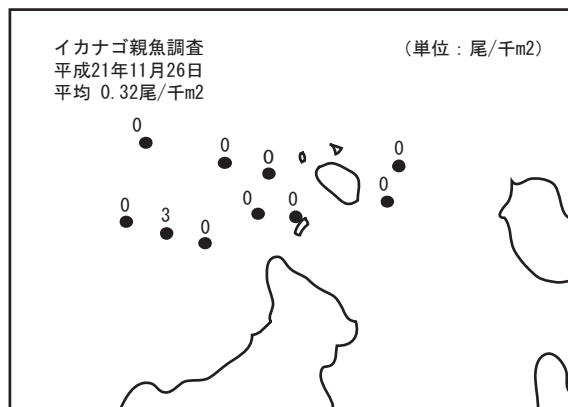 イカナゴ親魚調査 (単位:尾/千m2)
平成21年11月26日
平均 0.32尾/千m2
0
0 0 0
0 0 0 0
3 0